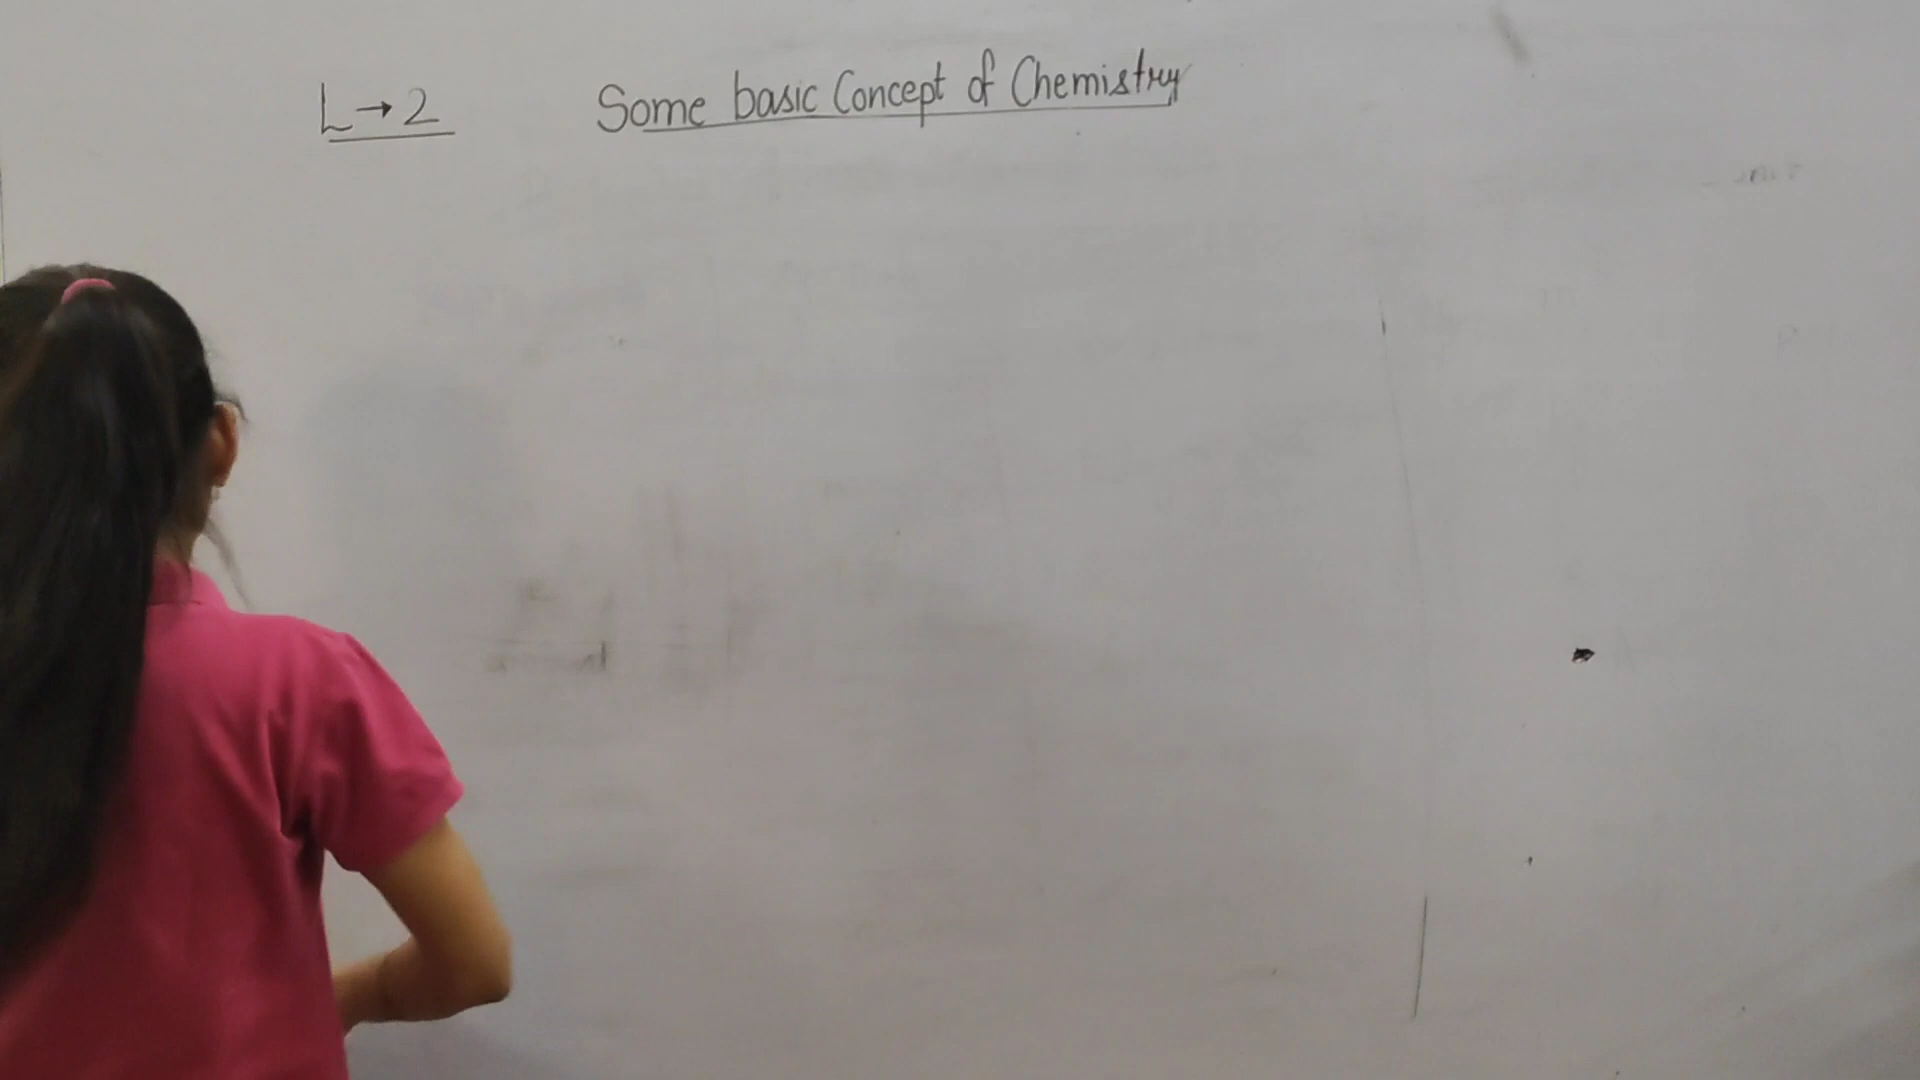 L → 2 Some basic Concept of Chemistry